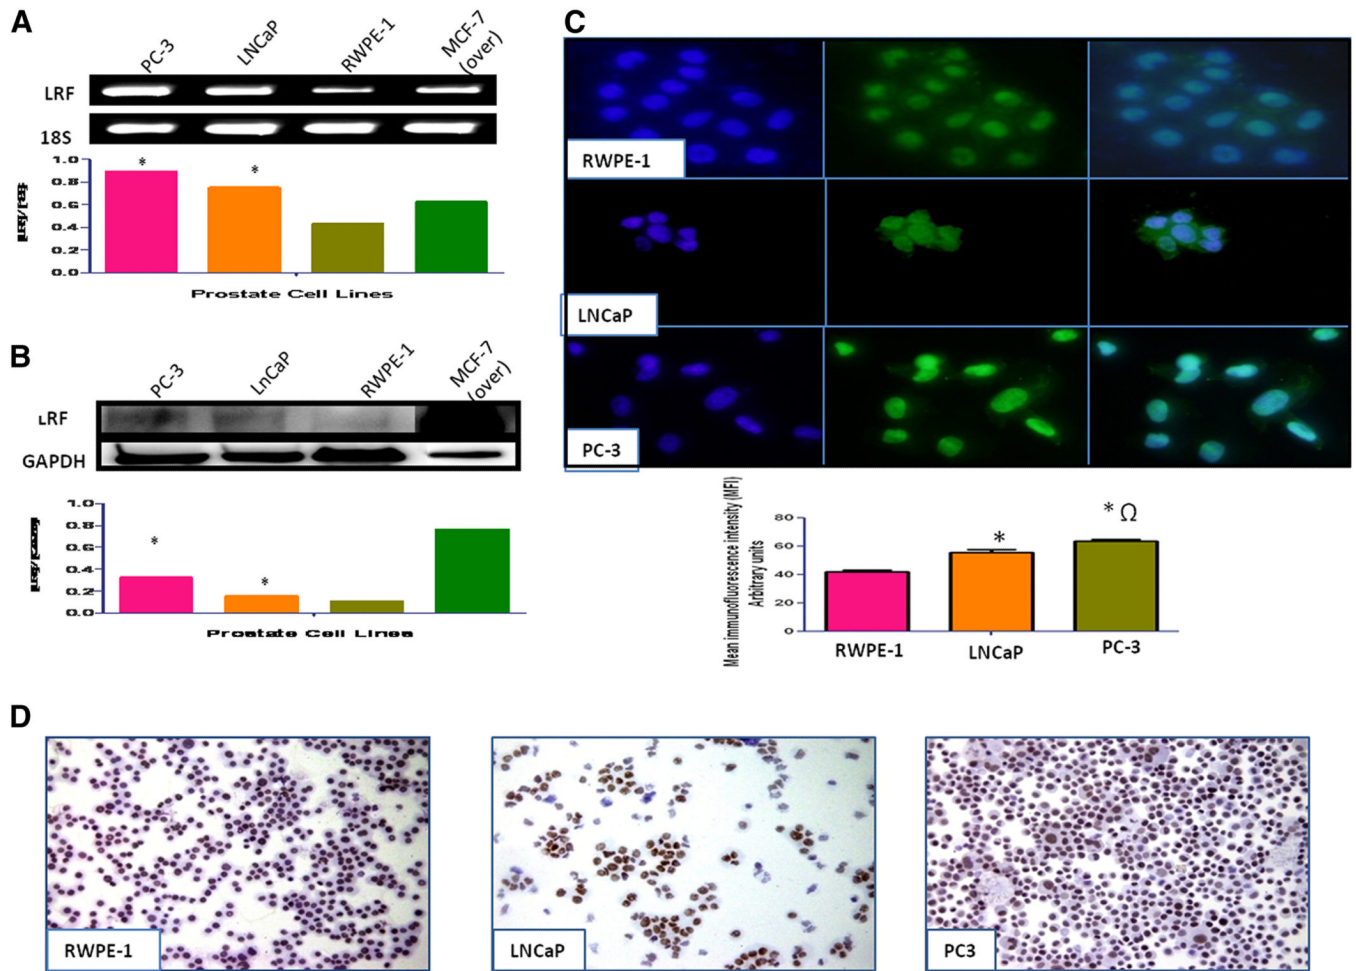 A
PC-3
LNCaP
RWPE-1
MCF-7
(over)
LRF
18S
1.0
0.8
0.6
0.4
0.2
0.0
*
*
Prostate Cell Lines
B
PC-3
LnCaP
RWPE-1
MCF-7
(over)
LRF
GAPDH
1.0
0.8
0.6
0.4
0.2
0.0
*
*
Prostate Cell Lines
C
RWPE-1
LNCaP
PC-3
Mean immunofluorescence intensity (MFI)
Arbitrary units
80
60
40
20
0
*
* Ω
RWPE-1
LNCaP
PC-3
D
RWPE-1
LNCaP
PC3